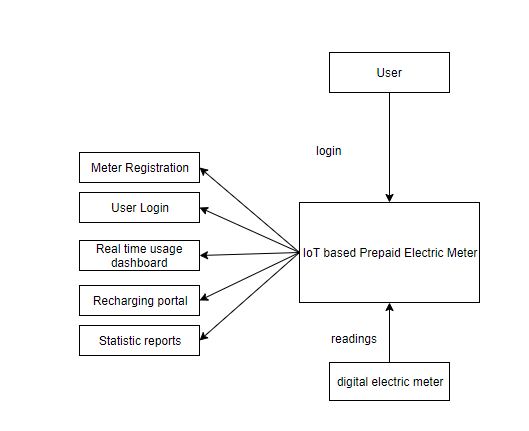 User
login
Meter Registration
User Login
Real time usage
dashboard
IoT based Prepaid Electric Meter
Recharging portal
Statistic reports
readings
digital electric meter